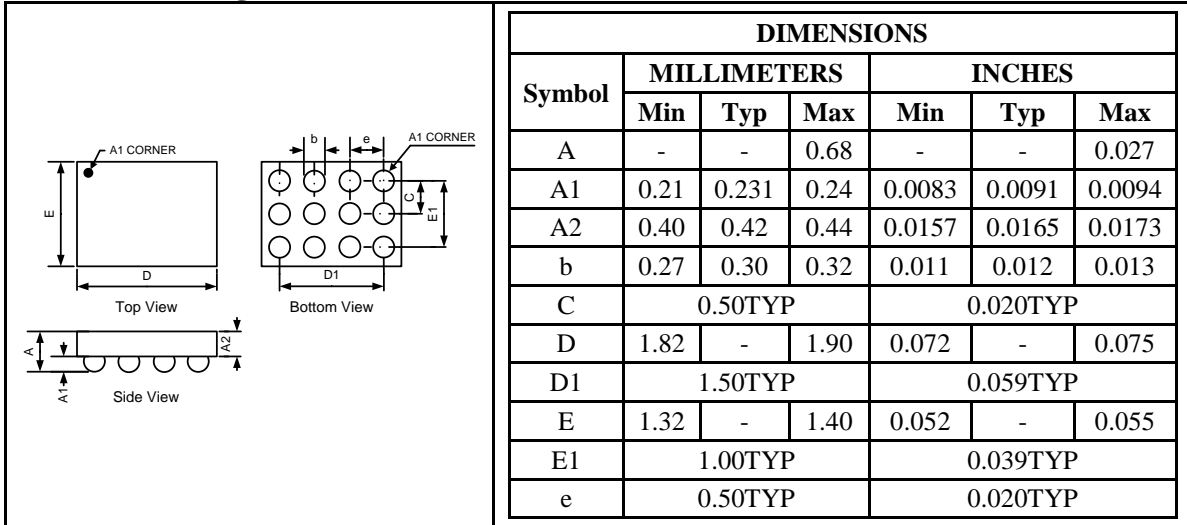 A1 CORNER
E
D
Top View
b
e
A1 CORNER
C
E1
D1
Bottom View
A
A1
A2
Side View
DIMENSIONS
Symbol MILLIMETERS INCHES
Min Typ Max Min Typ Max
A - - 0.68 - - 0.027
A1 0.21 0.231 0.24 0.0083 0.0091 0.0094
A2 0.40 0.42 0.44 0.0157 0.0165 0.0173
b 0.27 0.30 0.32 0.011 0.012 0.013
C 0.50TYP 0.020TYP
D 1.82 - 1.90 0.072 - 0.075
D1 1.50TYP 0.059TYP
E 1.32 - 1.40 0.052 - 0.055
E1 1.00TYP 0.039TYP
e 0.50TYP 0.020TYP